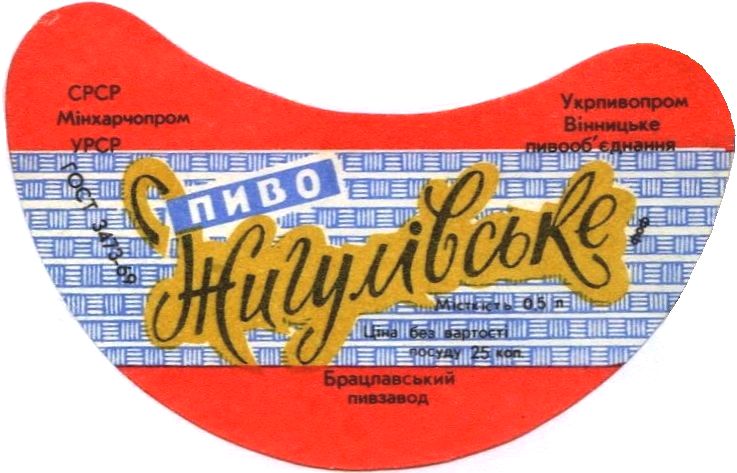 СРСР
Мінхарчопром
УРСР
Укрпивопром
Вінницьке
пивооб'єднання
ГОСТ 3473-69
ПИВО
Жигулівське
Місткість 0,5 л
Ціна без вартості
посуду 25 коп.
Брацлавський
пивзавод